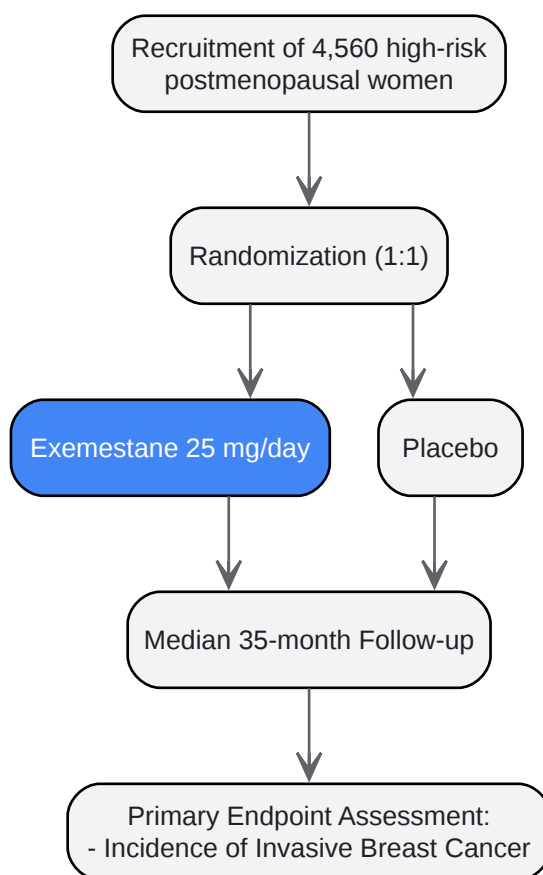 Recruitment of 4,560 high-risk
postmenopausal women
Randomization (1:1)
Exemestane 25 mg/day
Placebo
Median 35-month Follow-up
Primary Endpoint Assessment:
- Incidence of Invasive Breast Cancer